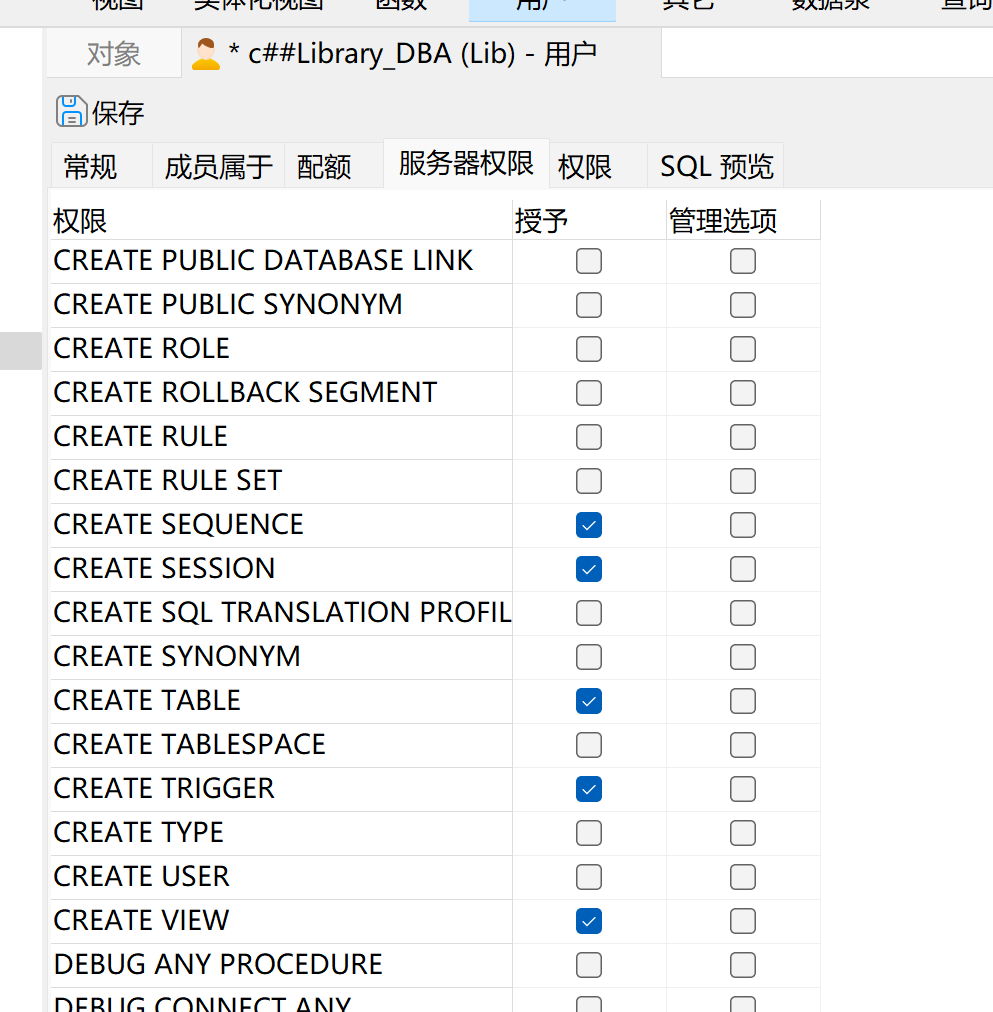 视图 实体化视图 函数 用户 其它 数据泵 查询
对象 * c##Library_DBA (Lib) - 用户
保存
常规 成员属于 配额 服务器权限 权限 SQL 预览
权限 授予 管理选项
CREATE PUBLIC DATABASE LINK
CREATE PUBLIC SYNONYM
CREATE ROLE
CREATE ROLLBACK SEGMENT
CREATE RULE
CREATE RULE SET
CREATE SEQUENCE
CREATE SESSION
CREATE SQL TRANSLATION PROFIL
CREATE SYNONYM
CREATE TABLE
CREATE TABLESPACE
CREATE TRIGGER
CREATE TYPE
CREATE USER
CREATE VIEW
DEBUG ANY PROCEDURE
DEBUG CONNECT ANY